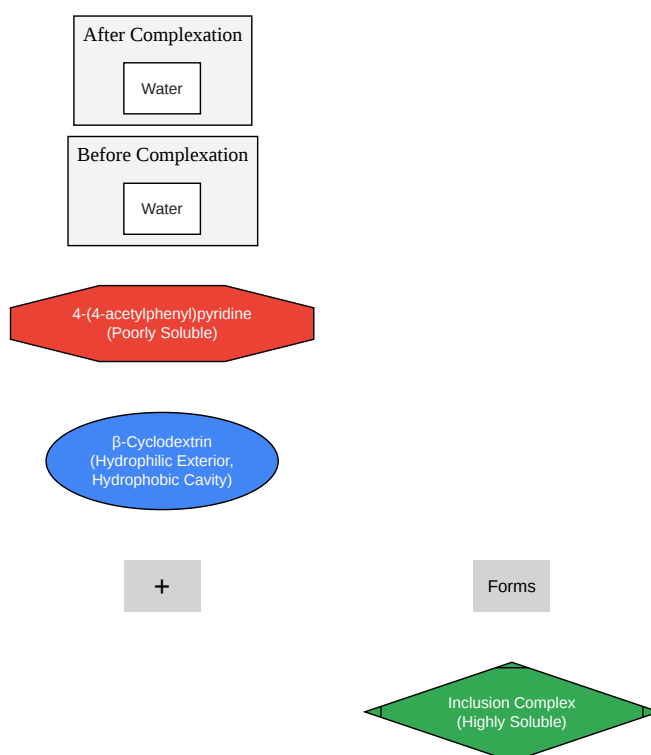 After Complexation
Water
Before Complexation
Water
4-(4-acetylphenyl)pyridine
(Poorly Soluble)
β-Cyclodextrin
(Hydrophilic Exterior,
Hydrophobic Cavity)
+
Forms
Inclusion Complex
(Highly Soluble)